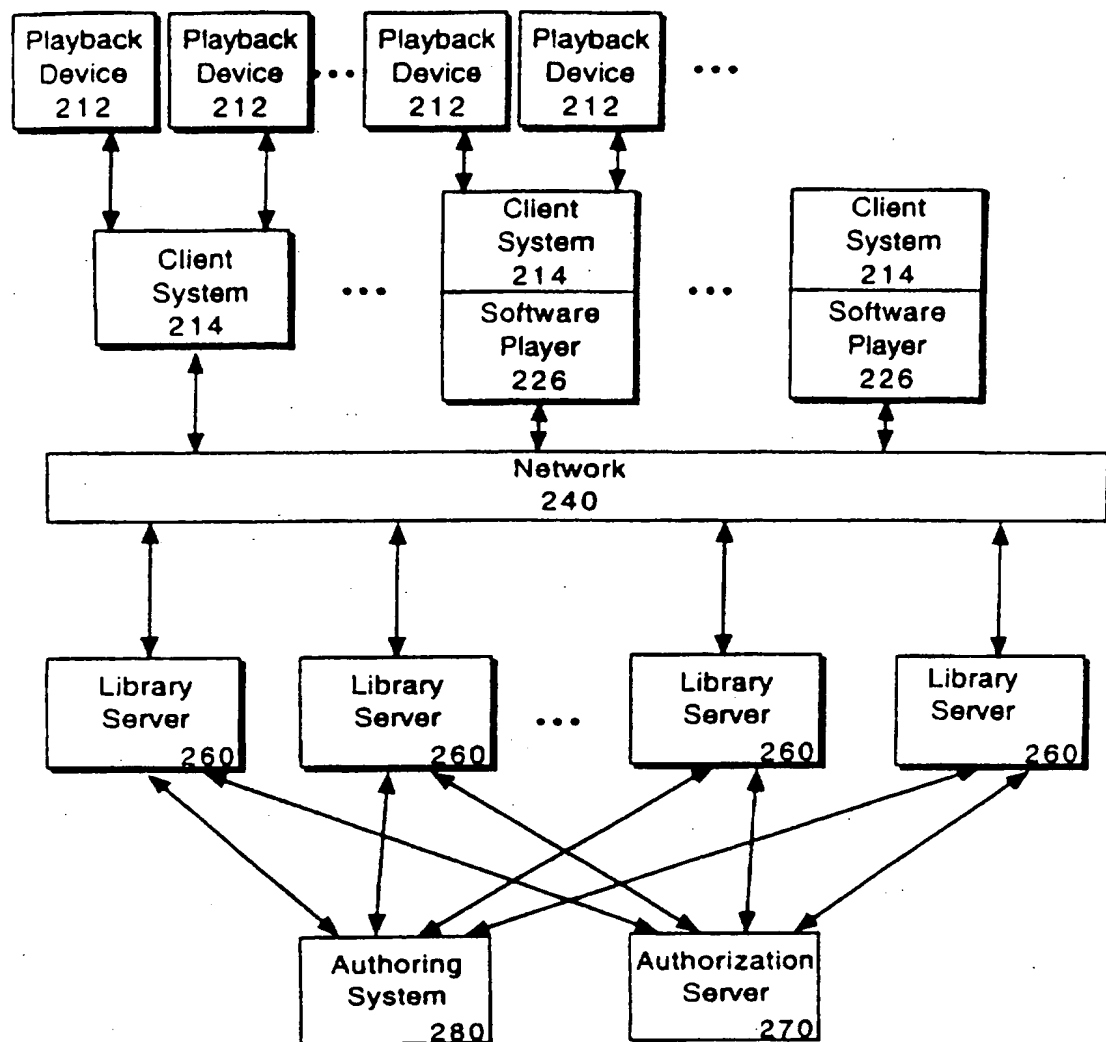 Playback
Device
212
Playback
Device
212
Playback
Device
212
Playback
Device
212
Client
System
214
Client
System
214
Software
Player
226
Client
System
214
Software
Player
226
Network
240
Library
Server
260
Library
Server
260
Library
Server
260
Library
Server
260
Authoring
System
280
Authorization
Server
270